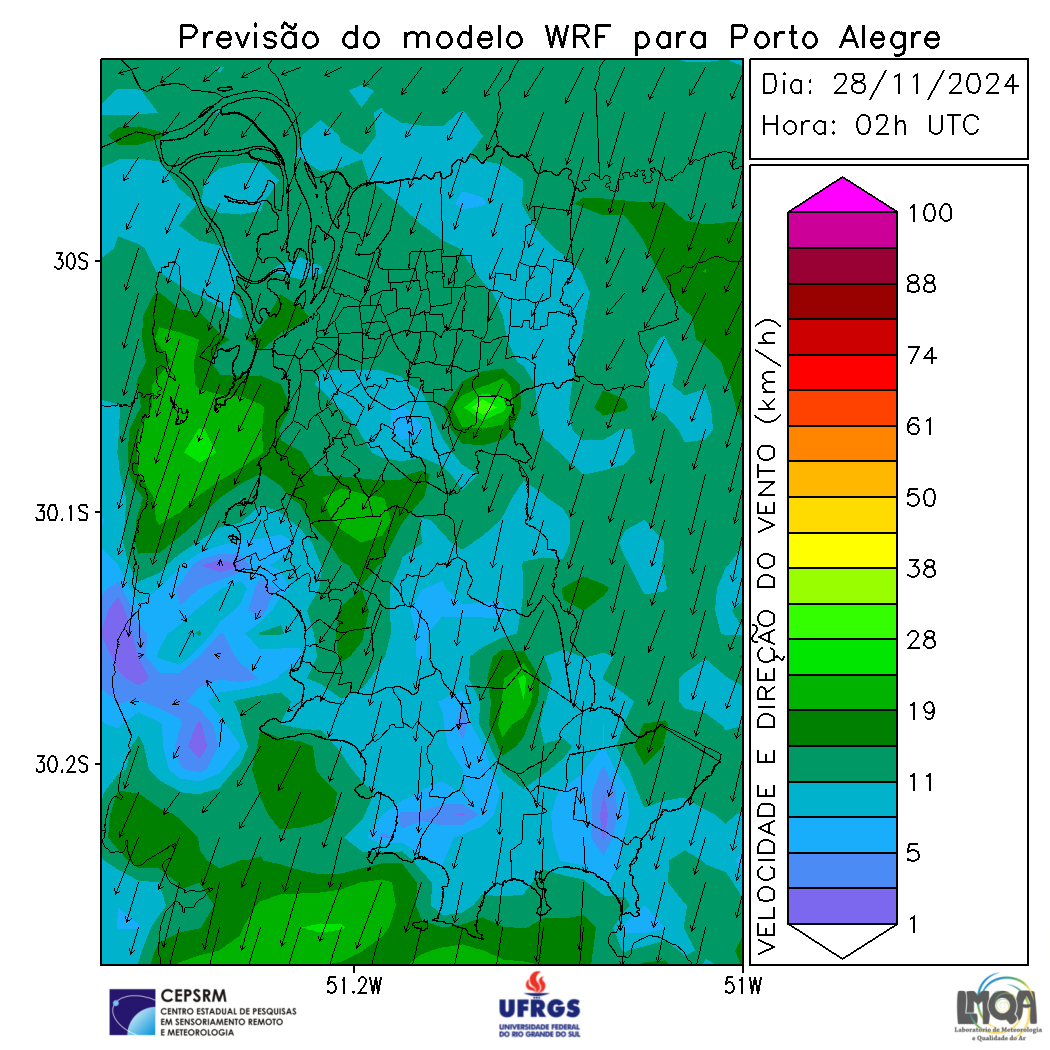 Previsão do modelo WRF para Porto Alegre
Dia: 28/11/2024
Hora: 02h UTC
30S
30.1S
30.2S
51.2W
51W
VELOCIDADE E DIREÇÃO DO VENTO (km/h)
100
88
74
61
50
38
28
19
11
5
1
CEPSRM
CENTRO ESTADUAL DE PESQUISAS
EM SENSORIAMENTO REMOTO
E METEOROLOGIA
UFRGS
UNIVERSIDADE FEDERAL
DO RIO GRANDE DO SUL
LMQA
Laboratório de Meteorologia
e Qualidade do Ar